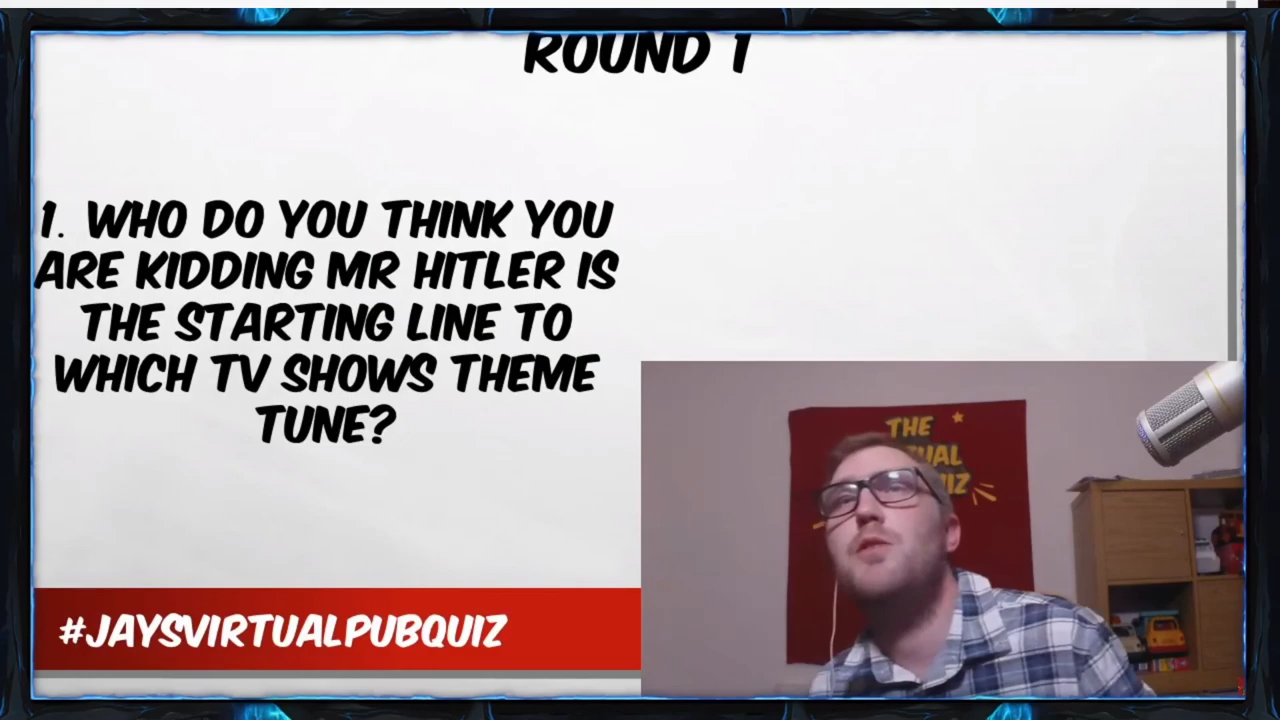 ROUND 1
1. WHO DO YOU THINK YOU
ARE KIDDING MR HITLER IS
THE STARTING LINE TO
WHICH TV SHOWS THEME
TUNE?
#JAYSVIRTUALPUBQUIZ
THE